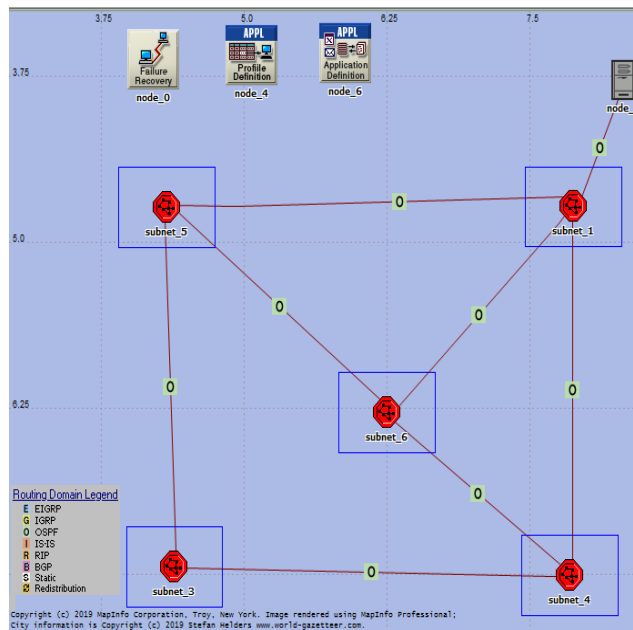 3.75 5.0 6.25 7.5
3.75
Failure
Recovery
node_0
APPL
Profile
Definition
node_4
APPL
Application
Definition
node_6
node_
O
subnet_5
O
subnet_1
5.0
O
O
O
O
6.25
subnet_6
O
Routing Domain Legend
E EIGRP
G IGRP
O OSPF
I IS-IS
R RIP
B BGP
S Static
Ø Redistribution
subnet_3
O
subnet_4
Copyright (c) 2019 MapInfo Corporation, Troy, New York. Image rendered using MapInfo Professional;
City information is Copyright (c) 2019 Stefan Helders www.world-gazetteer.com.